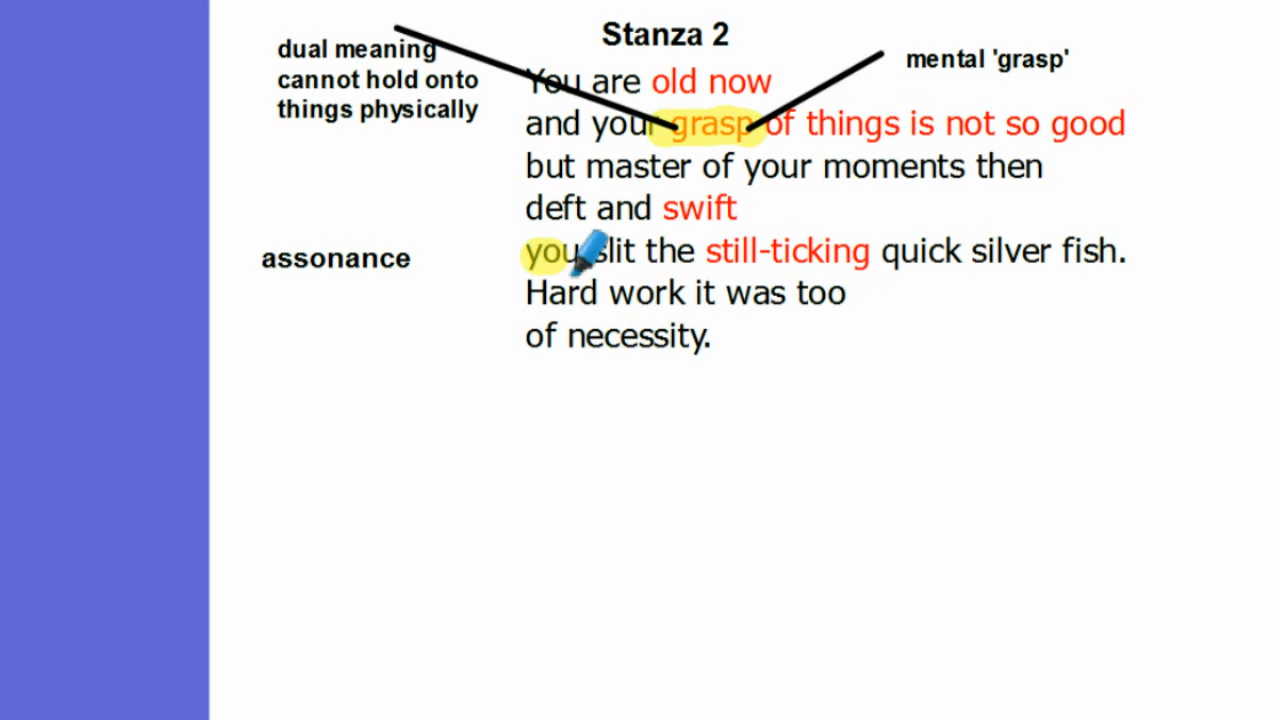 Stanza 2
dual meaning
cannot hold onto
things physically
mental 'grasp'
You are old now
and your grasp of things is not so good
but master of your moments then
deft and swift
assonance
you slit the still-ticking quick silver fish.
Hard work it was too
of necessity.